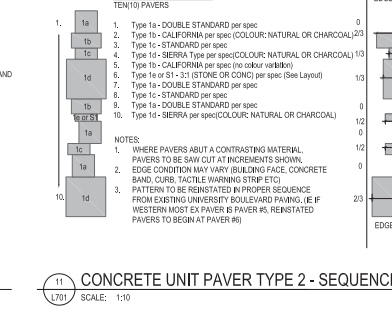 TEN(10) PAVERS
1.
1a
1b
1c
1d
1b
1e or S1
1a
1c
1a
10.
1d
AND
1. Type 1a - DOUBLE STANDARD per spec
2. Type 1b - CALIFORNIA per spec (COLOUR: NATURAL OR CHARCOAL)
3. Type 1c - STANDARD per spec
4. Type 1d - SIERRA Type per spec(COLOUR: NATURAL OR CHARCOAL)
5. Type 1b - CALIFORNIA per spec (no colour variation)
6. Type 1e or S1 - 3:1 (STONE OR CONC) per spec (See Layout)
7. Type 1a - DOUBLE STANDARD per spec
8. Type 1c - STANDARD per spec
9. Type 1a - DOUBLE STANDARD per spec
10. Type 1d - SIERRA per spec(COLOUR: NATURAL OR CHARCOAL)
NOTES:
1. WHERE PAVERS ABUT A CONTRASTING MATERIAL,
PAVERS TO BE SAW CUT AT INCREMENTS SHOWN.
2. EDGE CONDITION MAY VARY (BUILDING FACE, CONCRETE
BAND, CURB, TACTILE WARNING STRIP ETC)
3. PATTERN TO BE REINSTATED IN PROPER SEQUENCE
FROM EXISTING UNIVERSITY BOULEVARD PAVING. (IE IF
WESTERN MOST EX PAVER IS PAVER #5, REINSTATED
PAVERS TO BEGIN AT PAVER #6)
0
2/3
0
1/3
1/3
0
1/2
0
1/2
0
2/3
EDGE
11
L701
CONCRETE UNIT PAVER TYPE 2 - SEQUENC
SCALE: 1:10